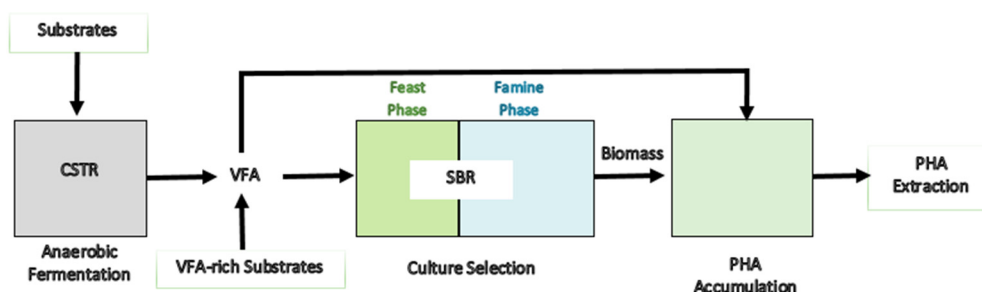 Substrates
Feast
Phase
Famine
Phase
CSTR
VFA
SBR
Biomass
PHA
Extraction
Anaerobic
Fermentation
VFA-rich Substrates
Culture Selection
PHA
Accumulation